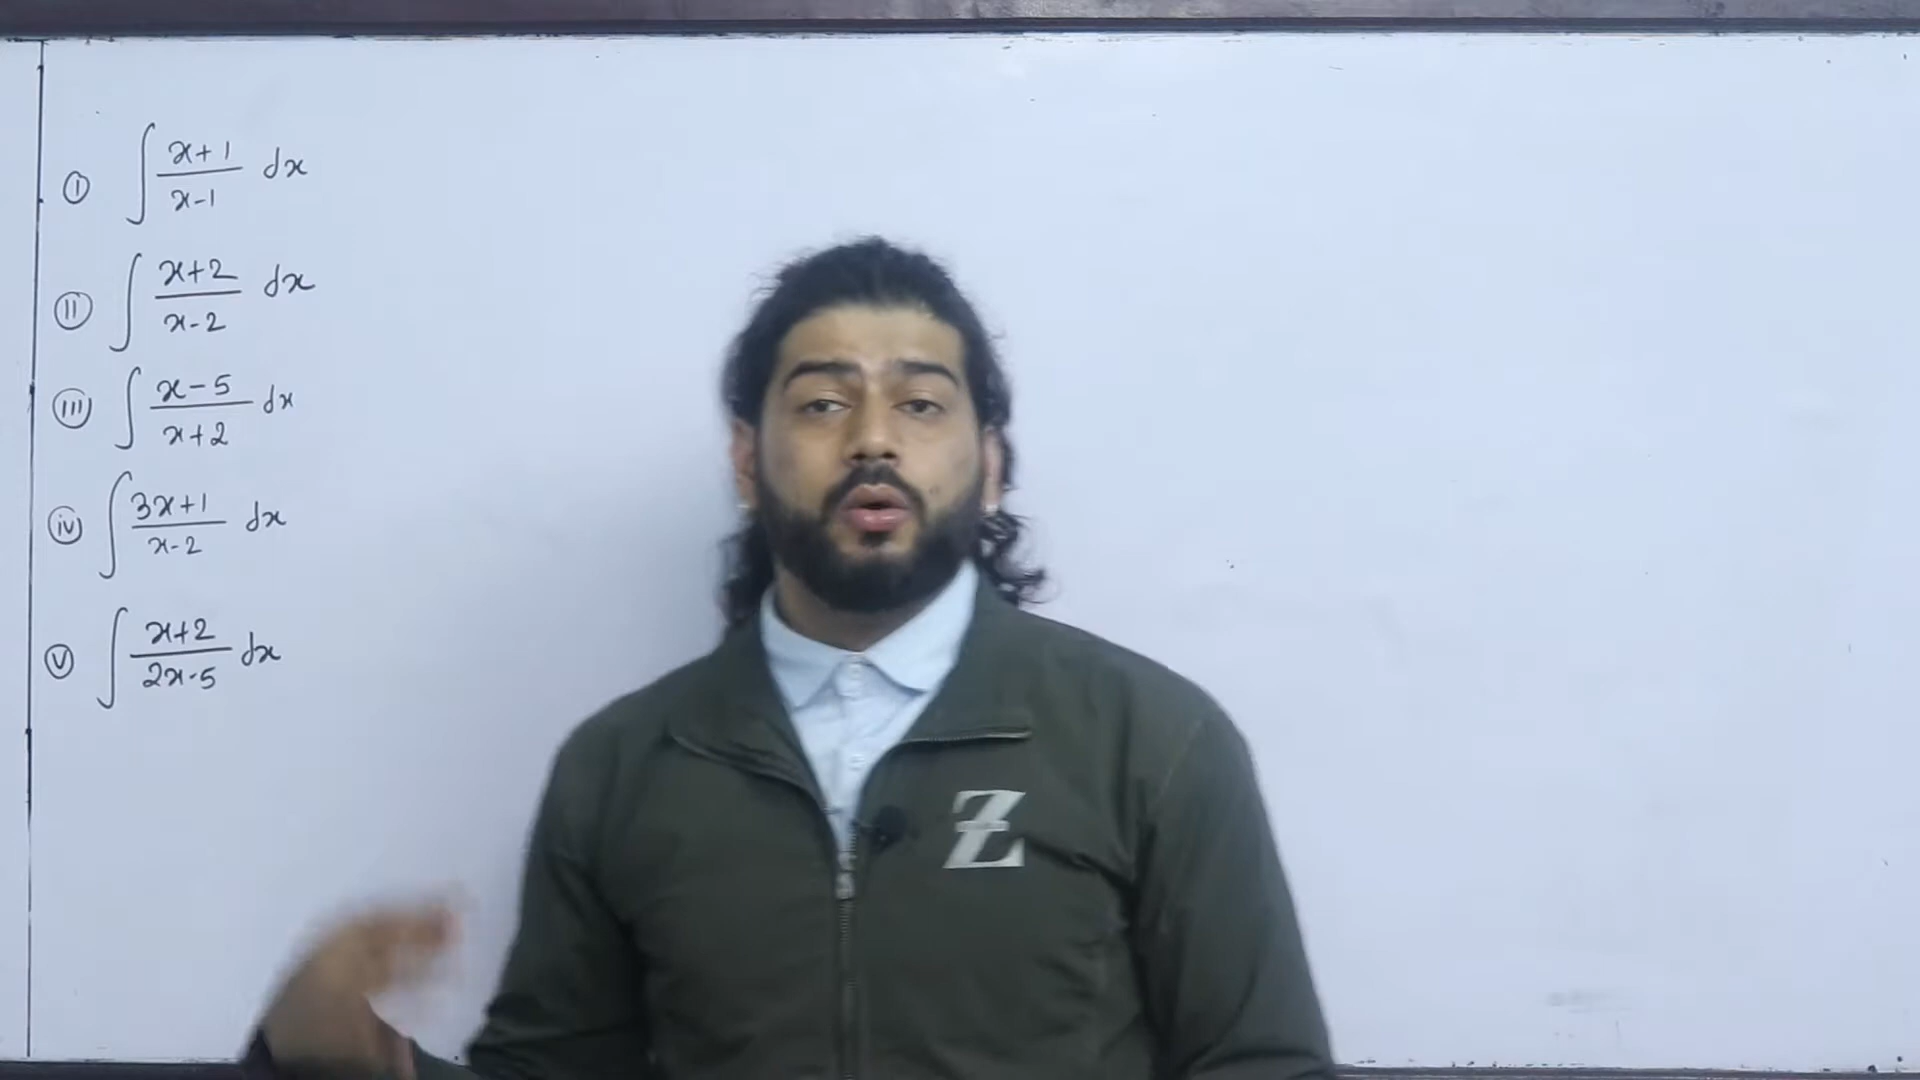 ① ∫ x+1 / x-1 dx
ⅱ ∫ x+2 / x-2 dx
ⅲ ∫ x-5 / x+2 dx
ⅳ ∫ 3x+1 / x-2 dx
ⅴ ∫ x+2 / 2x-5 dx
Z